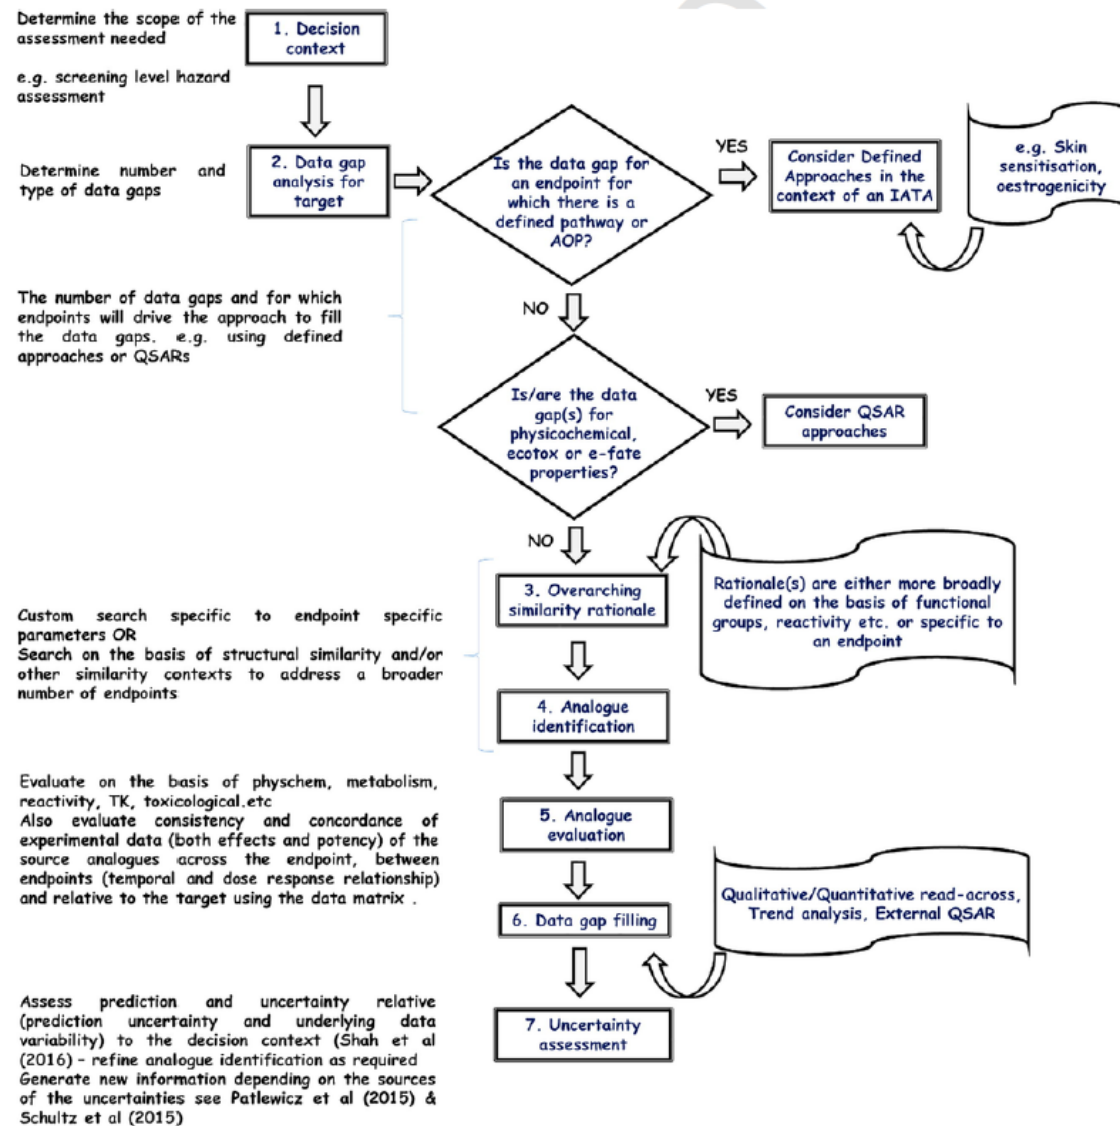 Determine the scope of the
assessment needed
e.g. screening level hazard
assessment
1. Decision
context
Determine number and
type of data gaps
2. Data gap
analysis for
target
Is the data gap for
an endpoint for
which there is a
defined pathway or
AOP?
YES
Consider Defined
Approaches in the
context of an IATA
e.g. Skin
sensitisation,
oestrogenicity
NO
The number of data gaps and for which
endpoints will drive the approach to fill
the data gaps. e.g. using defined
approaches or QSARs
Is/are the data
gap(s) for
physicochemical,
ecotox or e-fate
properties?
YES
Consider QSAR
approaches
NO
3. Overarching
similarity rationale
Rationale(s) are either more broadly
defined on the basis of functional
groups, reactivity etc. or specific to
an endpoint
Custom search specific to endpoint specific
parameters OR
Search on the basis of structural similarity and/or
other similarity contexts to address a broader
number of endpoints
4. Analogue
identification
Evaluate on the basis of physchem, metabolism,
reactivity, TK, toxicological.etc
Also evaluate consistency and concordance of
experimental data (both effects and potency) of the
source analogues across the endpoint, between
endpoints (temporal and dose response relationship)
and relative to the target using the data matrix .
5. Analogue
evaluation
6. Data gap filling
Qualitative/Quantitative read-across,
Trend analysis, External QSAR
Assess prediction and uncertainty relative
(prediction uncertainty and underlying data
variability) to the decision context (Shah et al
(2016) - refine analogue identification as required
Generate new information depending on the sources
of the uncertainties see Patlewicz et al (2015) &
Schultz et al (2015)
7. Uncertainty
assessment